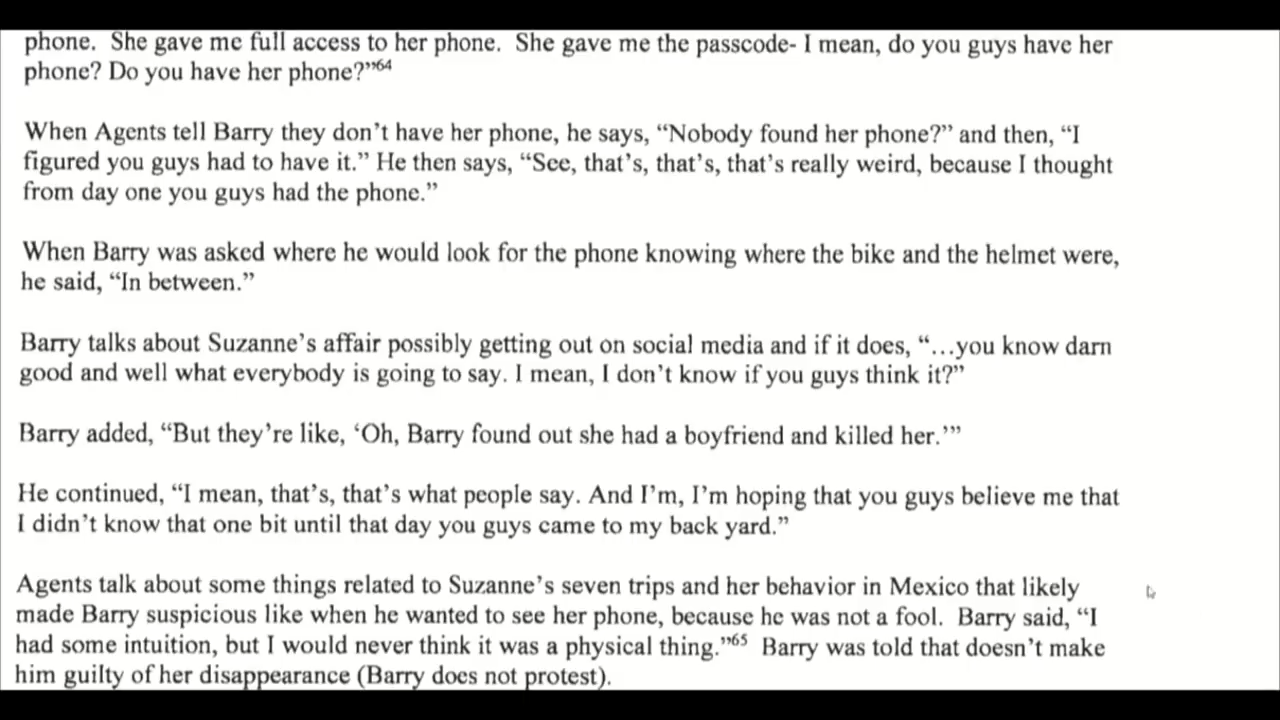 phone. She gave me full access to her phone. She gave me the passcode- I mean, do you guys have her
phone? Do you have her phone?”64
When Agents tell Barry they don’t have her phone, he says, “Nobody found her phone?” and then, “I
figured you guys had to have it.” He then says, “See, that’s, that’s, that’s really weird, because I thought
from day one you guys had the phone.”
When Barry was asked where he would look for the phone knowing where the bike and the helmet were,
he said, “In between.”
Barry talks about Suzanne’s affair possibly getting out on social media and if it does, “…you know darn
good and well what everybody is going to say. I mean, I don’t know if you guys think it?”
Barry added, “But they’re like, ‘Oh, Barry found out she had a boyfriend and killed her.’”
He continued, “I mean, that’s, that’s what people say. And I’m, I’m hoping that you guys believe me that
I didn’t know that one bit until that day you guys came to my back yard.”
Agents talk about some things related to Suzanne’s seven trips and her behavior in Mexico that likely
made Barry suspicious like when he wanted to see her phone, because he was not a fool. Barry said, “I
had some intuition, but I would never think it was a physical thing.”65 Barry was told that doesn’t make
him guilty of her disappearance (Barry does not protest).